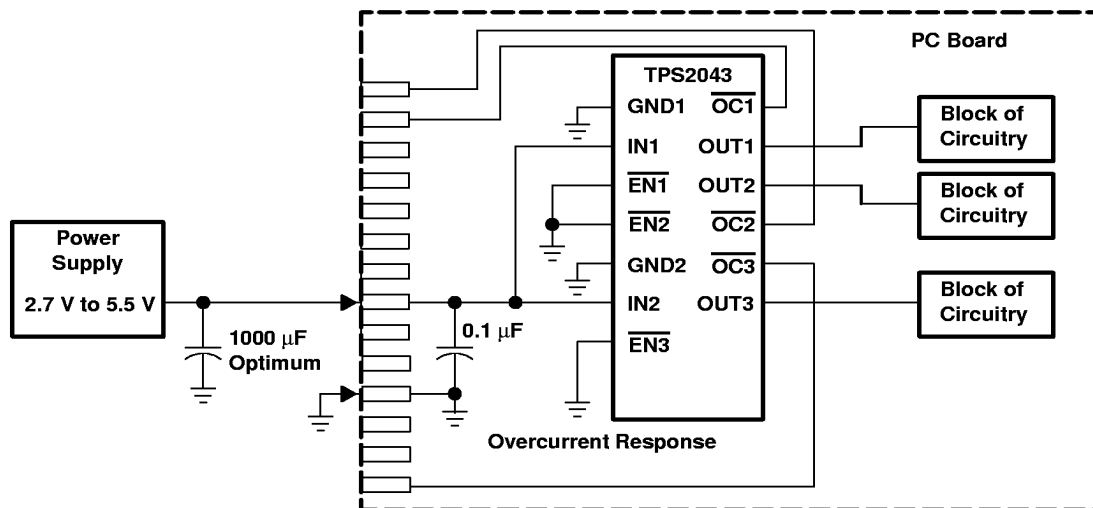 PC Board
TPS2043
GND1
OC1
IN1
OUT1
EN1
OUT2
EN2
OC2
GND2
OC3
IN2
OUT3
EN3
Block of
Circuitry
Block of
Circuitry
Block of
Circuitry
Power
Supply
2.7 V to 5.5 V
1000 μF
Optimum
0.1 μF
Overcurrent Response